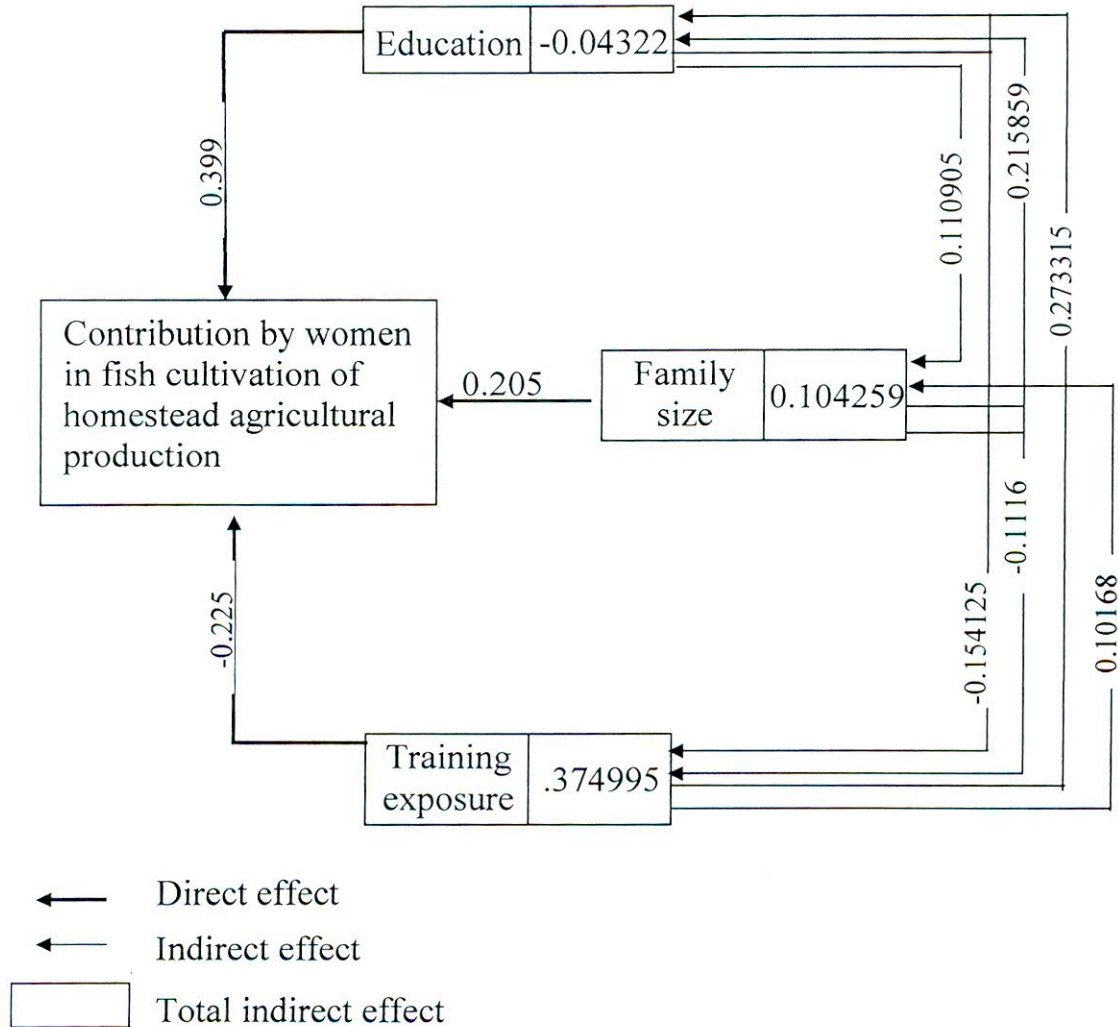 Education -0.04322
0.399
0.110905
0.215859
0.273315
Contribution by women
in fish cultivation of
homestead agricultural
production
0.205
Family
size
0.104259
-0.225
-0.154125
-0.1116
0.10168
Training
exposure
.374995
Direct effect
Indirect effect
Total indirect effect